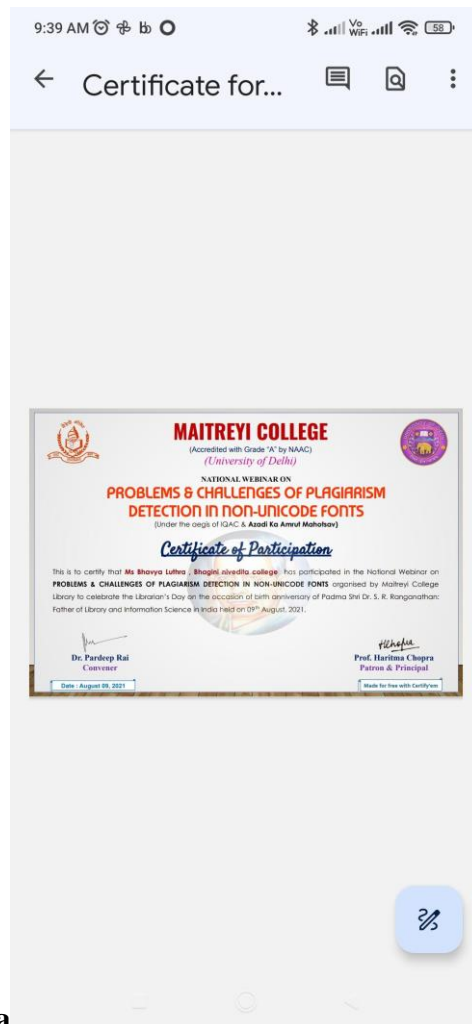 9:39 AM
Vo
WiFi
58
Certificate for...
MAITREYI COLLEGE
(Accredited with Grade "A" by NAAC)
(University of Delhi)
NATIONAL WEBINAR ON
PROBLEMS & CHALLENGES OF PLAGIARISM
DETECTION IN NON-UNICODE FONTS
(Under the aegis of IQAC & Azadi Ka Amrut Mahotsav)
Certificate of Participation
This is to certify that Ms Bhavya Luthra , Bhagini nivedita college has participated in the National Webinar on
PROBLEMS & CHALLENGES OF PLAGIARISM DETECTION IN NON-UNICODE FONTS organised by Maitreyi College
Library to celebrate the Librarian's Day on the occasion of birth anniversary of Padma Shri Dr. S. R. Ranganathan:
Father of Library and Information Science in India held on 09th August, 2021.
HChopra
Dr. Pardeep Rai
Convener
Prof. Haritma Chopra
Patron & Principal
Date : August 09, 2021
Made for free with Certify'em
a